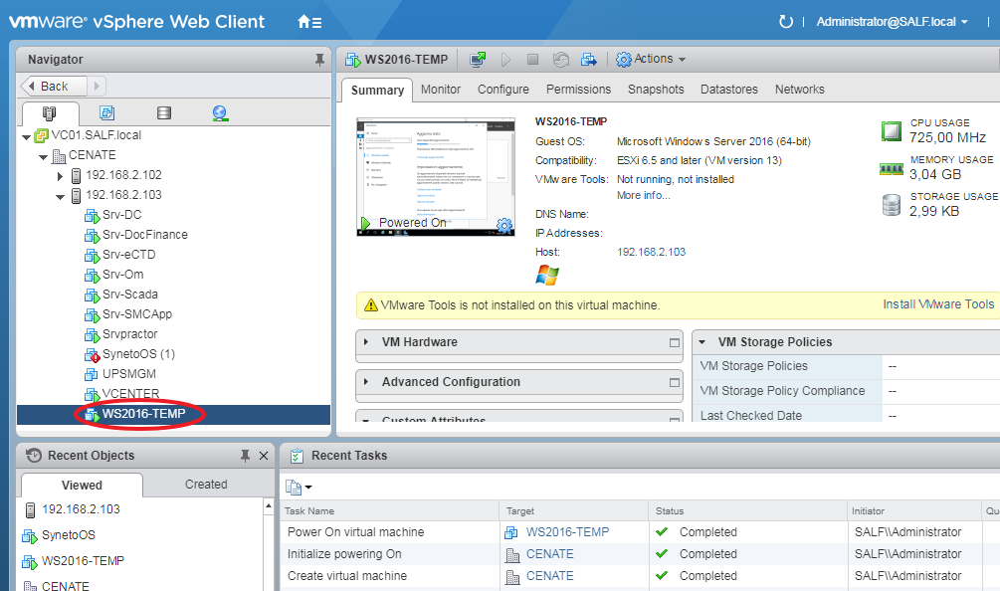 vmware® vSphere Web Client
Administrator@SALF.local
Navigator
Back
VC01.SALF.local
CENATE
192.168.2.102
192.168.2.103
Srv-DC
Srv-DocFinance
Srv-eCTD
Srv-Om
Srv-Scada
Srv-SMCApp
Srvpractor
SynetoOS (1)
UPSMGM
VCENTER
WS2016-TEMP
WS2016-TEMP
Actions
Summary Monitor Configure Permissions Snapshots Datastores Networks
Powered On
WS2016-TEMP
Guest OS: Microsoft Windows Server 2016 (64-bit)
Compatibility: ESXi 6.5 and later (VM version 13)
VMware Tools: Not running, not installed
More info...
DNS Name:
IP Addresses:
Host: 192.168.2.103
CPU USAGE
725,00 MHz
MEMORY USAGE
3,04 GB
STORAGE USAGE
2,99 KB
VMware Tools is not installed on this virtual machine. Install VMware Tools
VM Hardware
Advanced Configuration
Custom Attributes
VM Storage Policies
VM Storage Policies --
VM Storage Policy Compliance --
Last Checked Date --
Recent Objects
Viewed Created
192.168.2.103
SynetoOS
WS2016-TEMP
CENATE
Recent Tasks
Task Name Target Status Initiator Qu
Power On virtual machine WS2016-TEMP Completed SALF\\Administrator
Initialize powering On CENATE Completed SALF\\Administrator
Create virtual machine CENATE Completed SALF\\Administrator